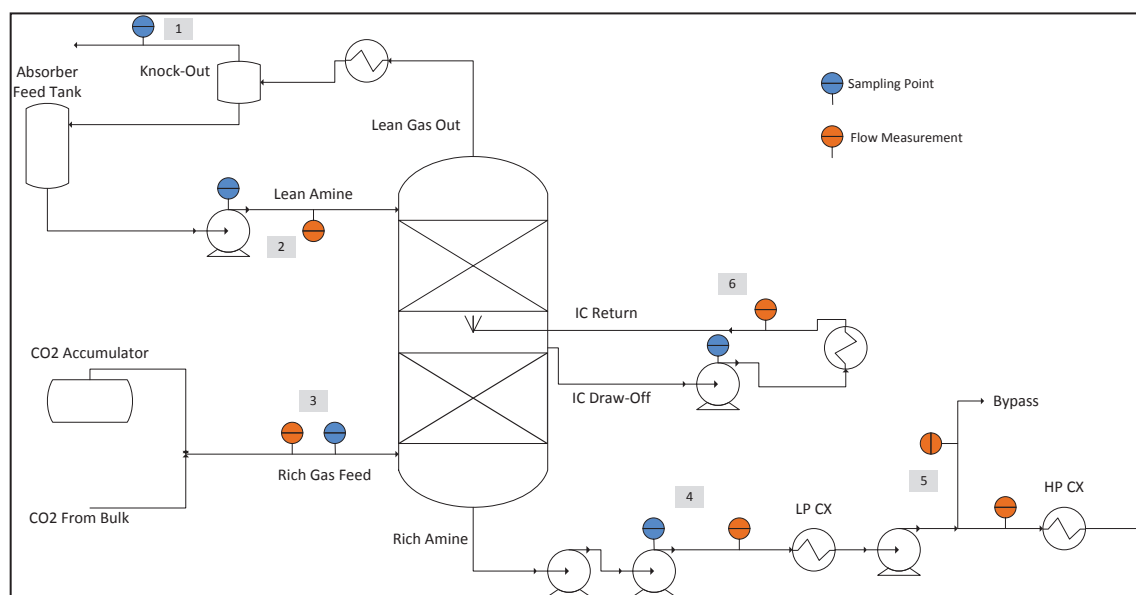 1
Knock-Out
Absorber
Feed Tank
Sampling Point
Lean Gas Out
Flow Measurement
Lean Amine
2
6
IC Return
CO2 Accumulator
IC Draw-Off
Bypass
3
Rich Gas Feed
5
4
LP CX
HP CX
CO2 From Bulk
Rich Amine